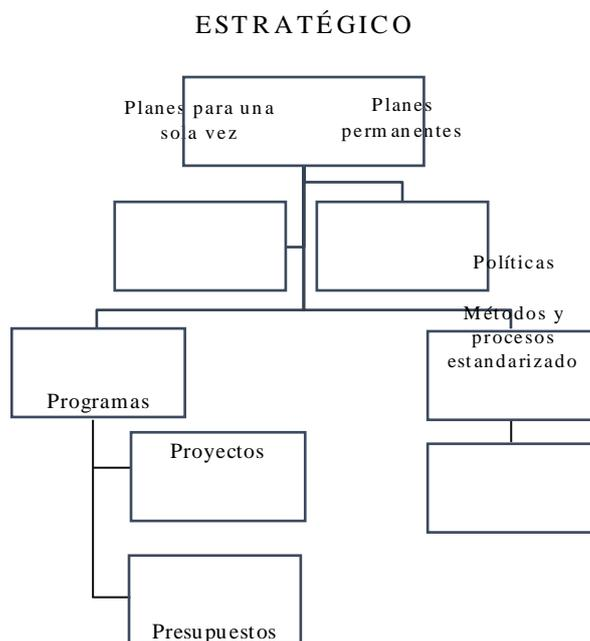 ESTRATÉGICO
Planes para una
sola vez
Planes
permanentes
Políticas
Métodos y
procesos
estandarizado
Programas
Proyectos
Presupuestos